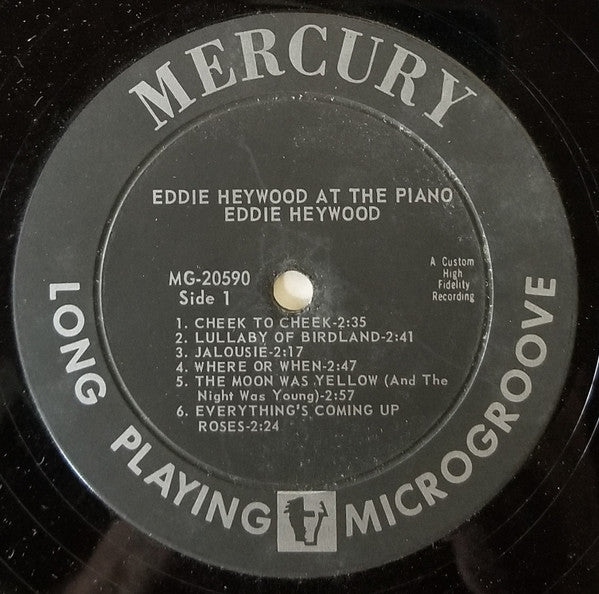 MERCURY
EDDIE HEYWOOD AT THE PIANO
EDDIE HEYWOOD
MG-20590
Side 1
A Custom
High
Fidelity
Recording
1. CHEEK TO CHEEK-2:35
2. LULLABY OF BIRDLAND-2:41
3. JALOUSIE-2:17
4. WHERE OR WHEN-2:47
5. THE MOON WAS YELLOW (And The
Night Was Young)-2:57
6. EVERYTHING'S COMING UP
ROSES-2:24
LONG PLAYING MICROGROOVE